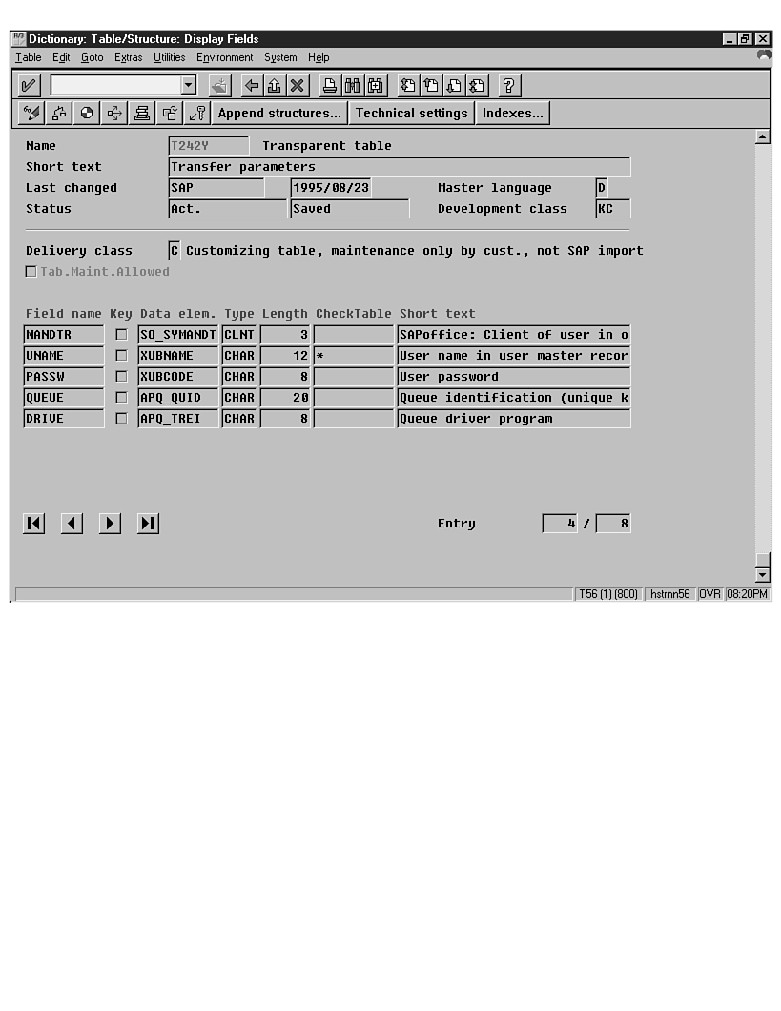 Dictionary: Table/Structure: Display Fields
Table Edit Goto Extras Utilities Environment System Help
Append structures... Technical settings Indexes...
Name T242Y Transparent table
Short text Transfer parameters
Last changed SAP 1995/08/23 Master language D
Status Act. Saved Development class KC
Delivery class C Customizing table, maintenance only by cust., not SAP import
Tab.Maint.Allowed
Field name Key Data elem. Type Length CheckTable Short text
MANDTR SO_SYMANDT CLNT 3 SAPoffice: Client of user in o
UNAME XUBNAME CHAR 12 * User name in user master recor
PASSW XUBCODE CHAR 8 User password
QUEUE APQ_QUID CHAR 20 Queue identification (unique k
DRIVE APQ_TREI CHAR 8 Queue driver program
Entry 4 / 8
T56 (1) (800) OVR 08:20PM